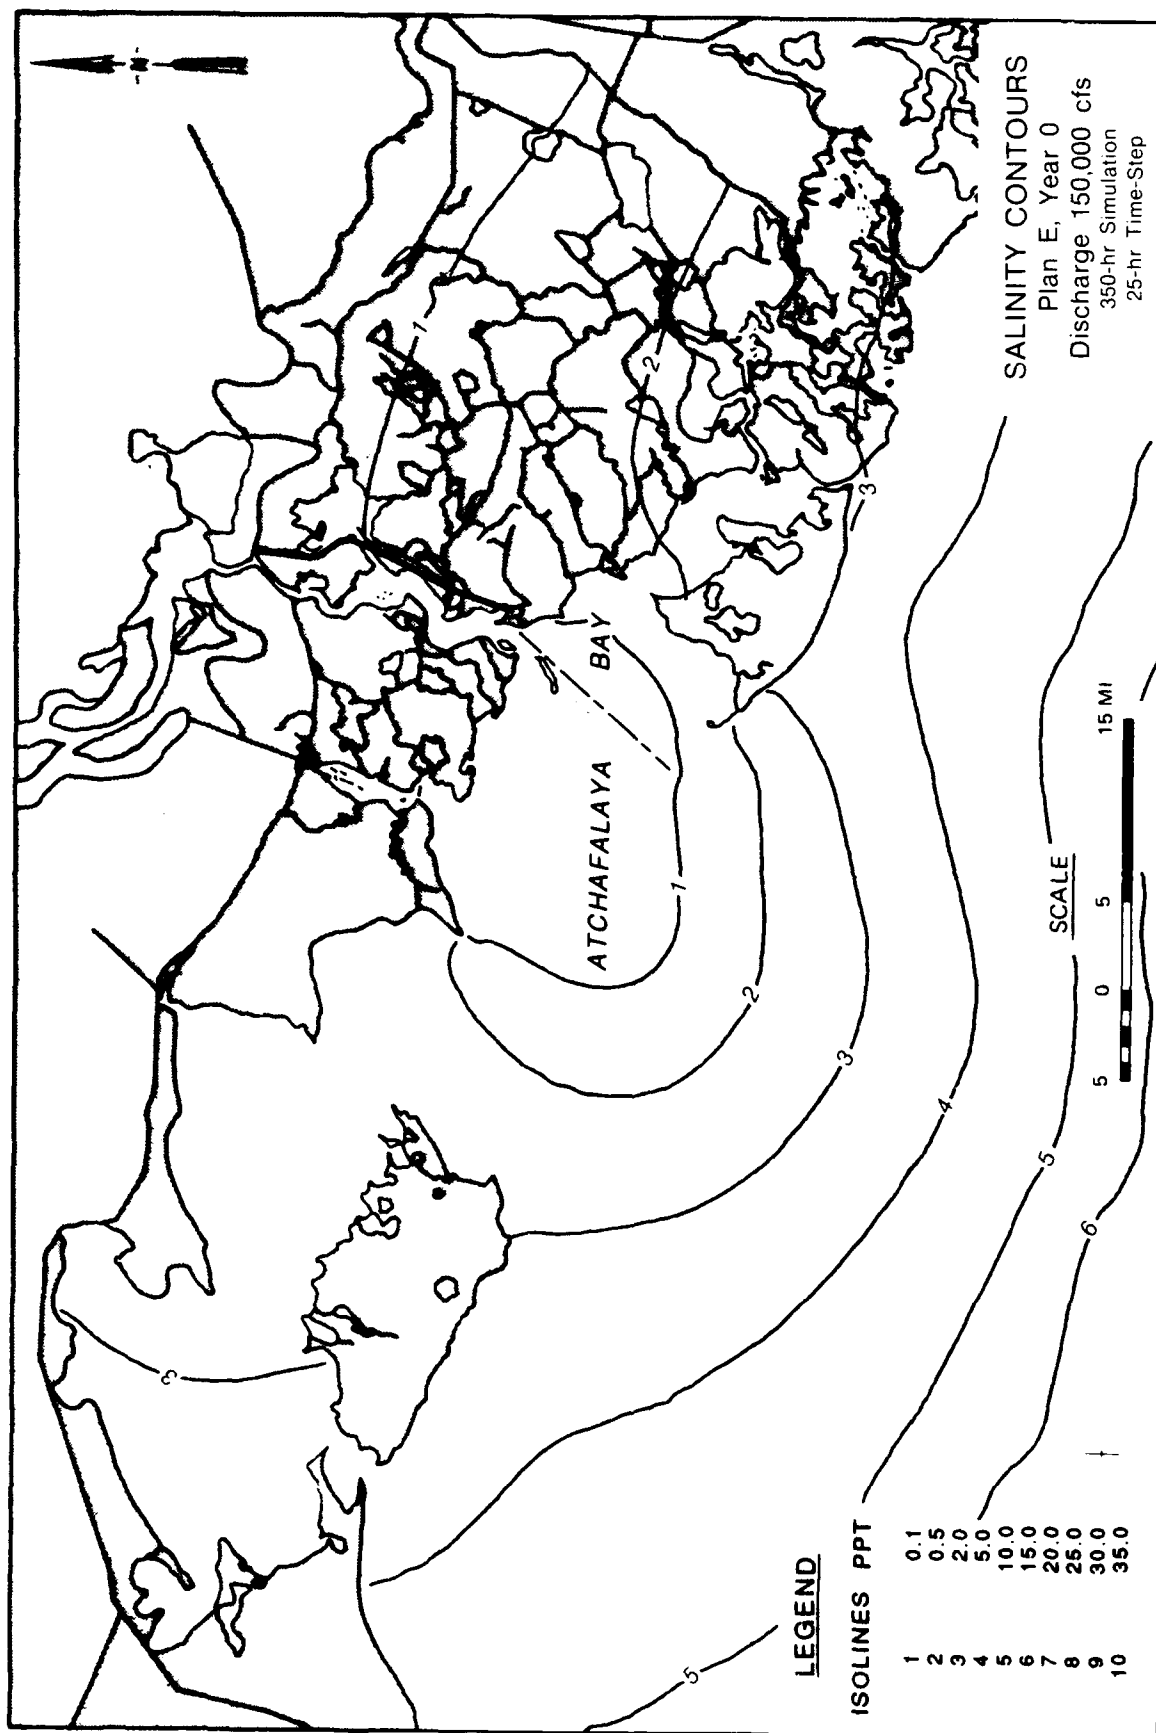 N
1
2
3
BAY
ATCHAFALAYA
1
2
3
4
5
6
3
5
SALINITY CONTOURS
Plan E, Year 0
Discharge 150,000 cfs
350-hr Simulation
25-hr Time-Step
SCALE
5 0 5 15 MI
LEGEND
ISOLINES PPT
1 0.1
2 0.5
3 2.0
4 5.0
5 10.0
6 15.0
7 20.0
8 25.0
9 30.0
10 35.0